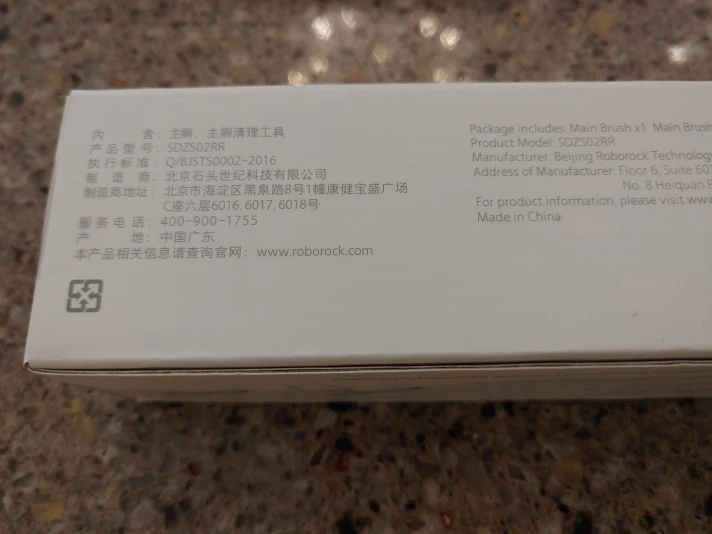 内 含：主刷、主刷清理工具
产品型号：SDZS02RR
执行标准：Q/BJSTS0002-2016
制 造 商：北京石头世纪科技有限公司
制造商地址：北京市海淀区黑泉路8号1幢康健宝盛广场
C座六层6016, 6017, 6018号
服务电话：400-900-1755
产 地：中国广东
本产品相关信息请查询官网：www.roborock.com
Package includes: Main Brush x1 Main Brush
Product Model: SDZS02RR
Manufacturer: Beijing Roborock Technology
Address of Manufacturer: Floor 6, Suite 601
No. 8 Heiquan
For product information, please visit www
Made in China